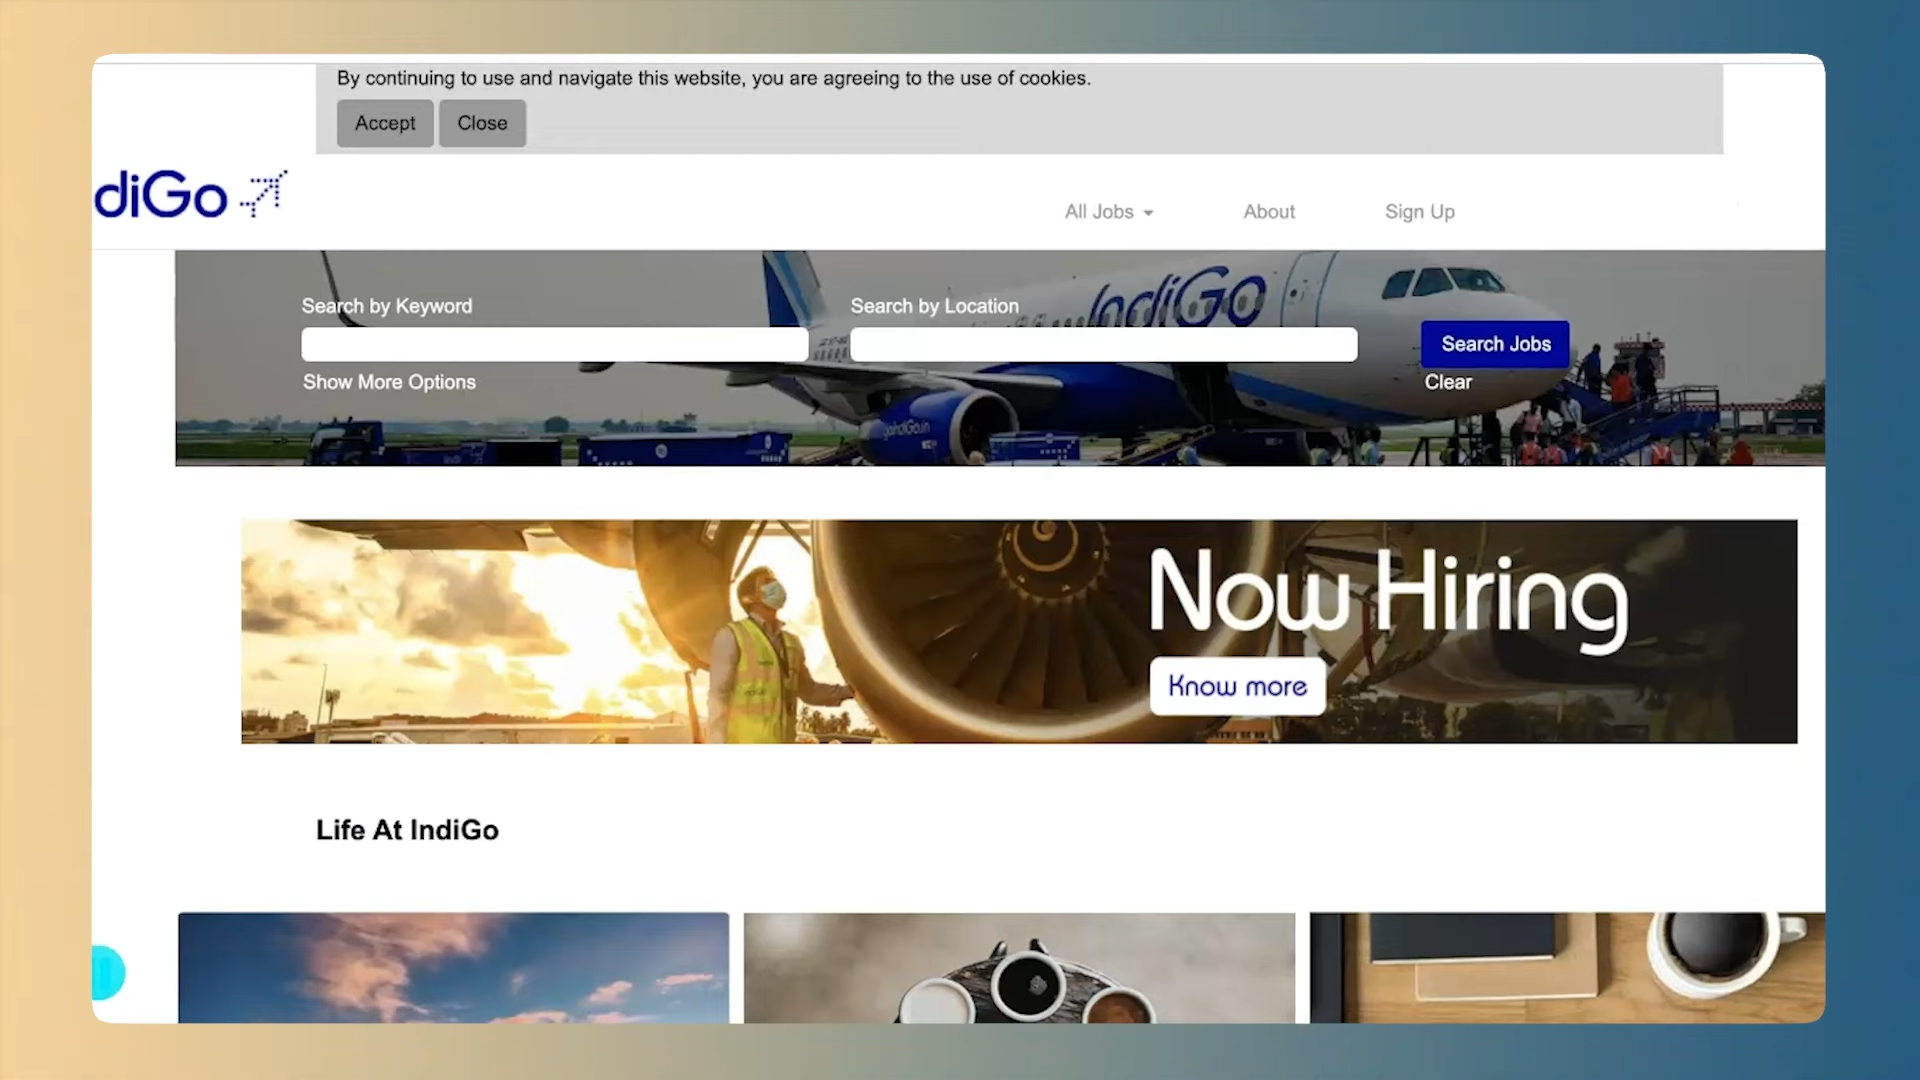 By continuing to use and navigate this website, you are agreeing to the use of cookies.
Accept Close
diGo
All Jobs About Sign Up
IndiGo
Search by Keyword Search by Location
Search Jobs
Show More Options Clear
goIndiGo.in
Now Hiring
Know more
Life At IndiGo